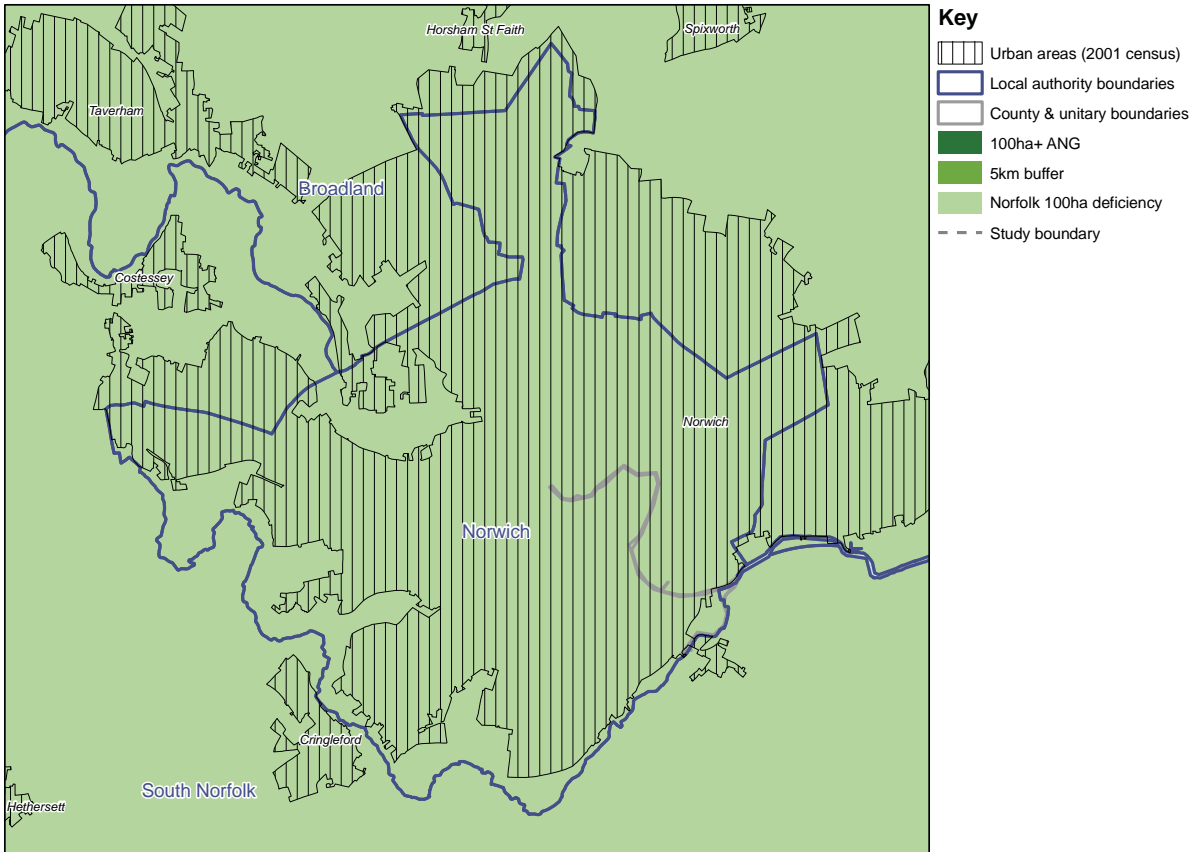 Horsham St Faith
Spixworth
Taverham
Broadland
Costessey
Norwich
Norwich
Cringleford
South Norfolk
Hethersett
Key
Urban areas (2001 census)
Local authority boundaries
County & unitary boundaries
100ha+ ANG
5km buffer
Norfolk 100ha deficiency
Study boundary